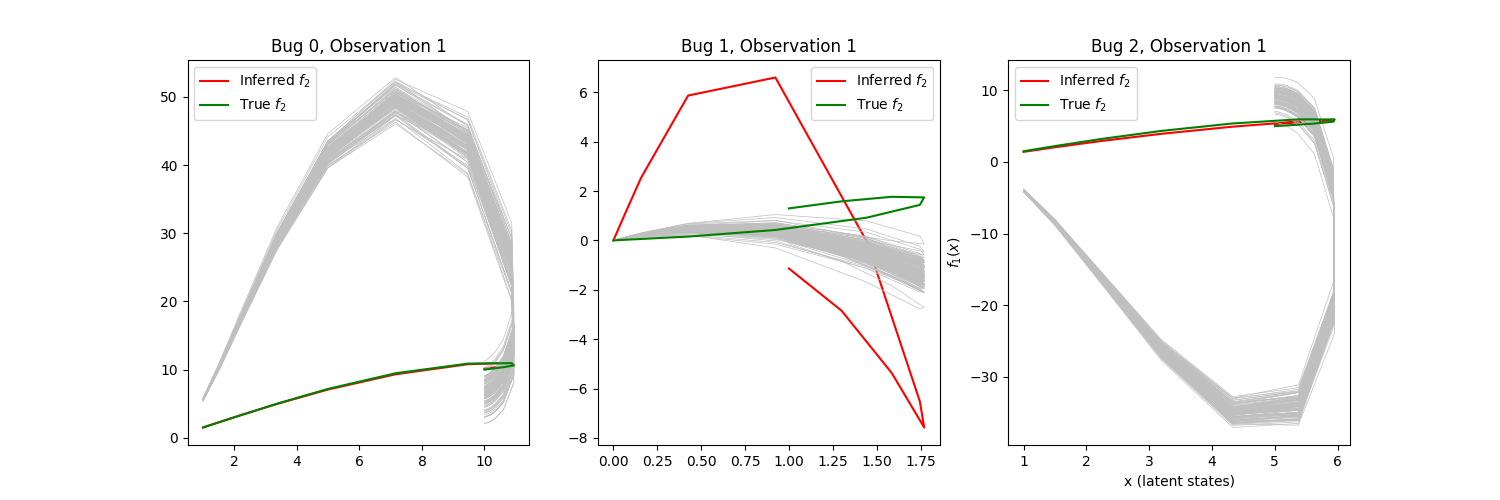 Bug 0, Observation 1
Inferred f₂
True f₂
50
40
30
20
10
0
2 4 6 8 10
Bug 1, Observation 1
Inferred f₂
True f₂
6
4
2
0
−2
−4
−6
−8
0.00 0.25 0.50 0.75 1.00 1.25 1.50 1.75
Bug 2, Observation 1
Inferred f₂
True f₂
f₁(x)
10
0
−10
−20
−30
1 2 3 4 5 6
x (latent states)